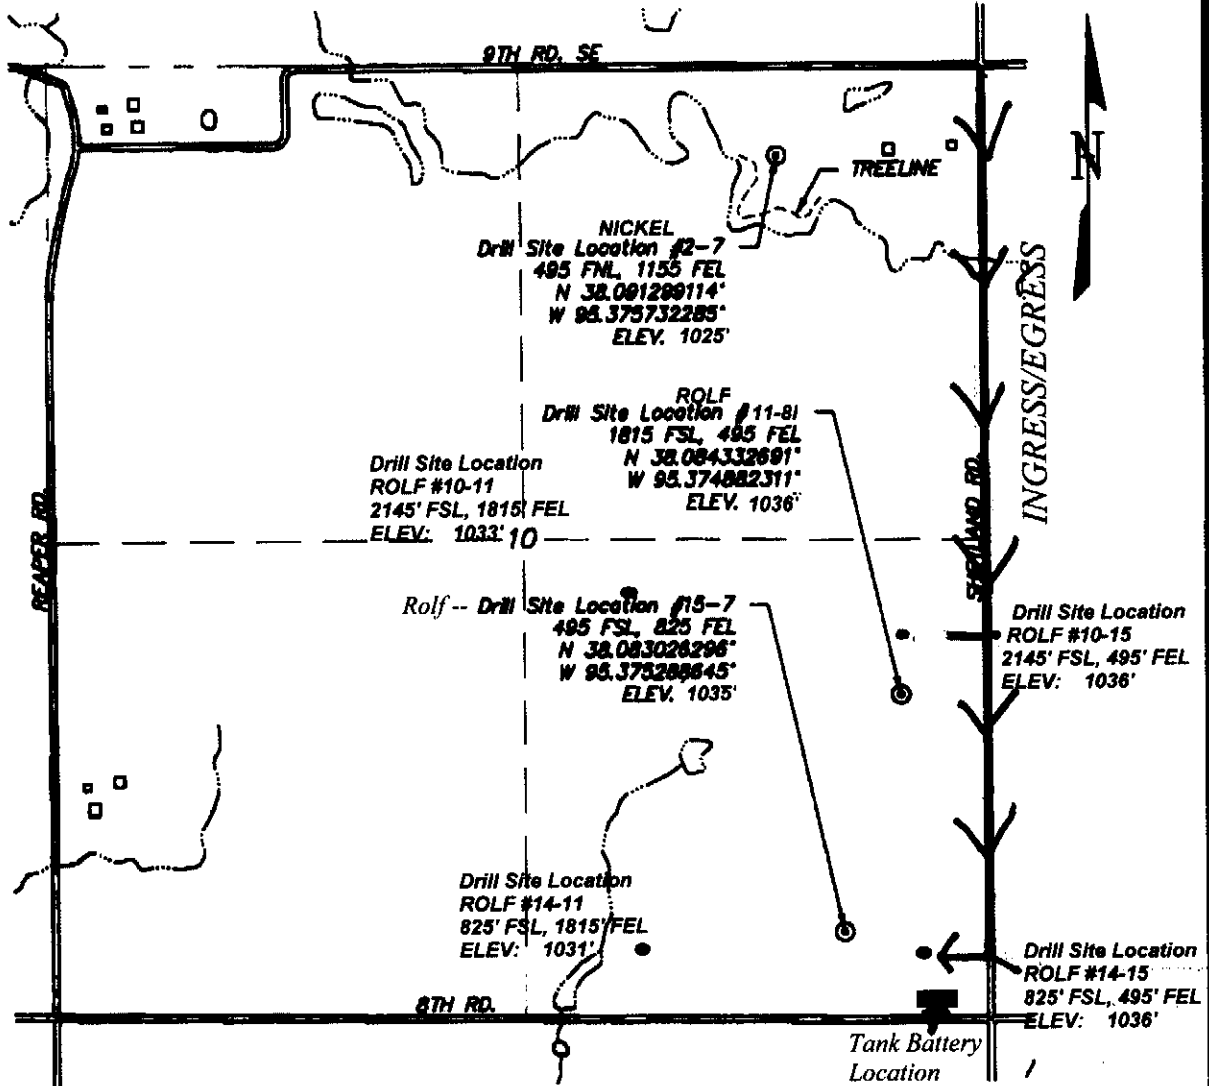 9TH RD. SE
TREELINE
N
NICKEL
Drill Site Location #2-7
495 FNL, 1155 FEL
N 38.091299114°
W 95.375732285°
ELEV. 1025'
INGRESS/EGRESS
ROLF
Drill Site Location #11-8I
1815 FSL, 495 FEL
N 38.084332691°
W 95.374882311°
ELEV. 1036'
Drill Site Location
ROLF #10-11
2145' FSL, 1815' FEL
ELEV: 1033'
10
REAPER RD.
SHETLAND RD.
Rolf -- Drill Site Location #15-7
495 FSL, 825 FEL
N 38.083026296°
W 95.375288645°
ELEV. 1035'
Drill Site Location
ROLF #10-15
2145' FSL, 495' FEL
ELEV: 1036'
Drill Site Location
ROLF #14-11
825' FSL, 1815' FEL
ELEV: 1031'
Drill Site Location
ROLF #14-15
825' FSL, 495' FEL
ELEV: 1036'
8TH RD.
Tank Battery
Location